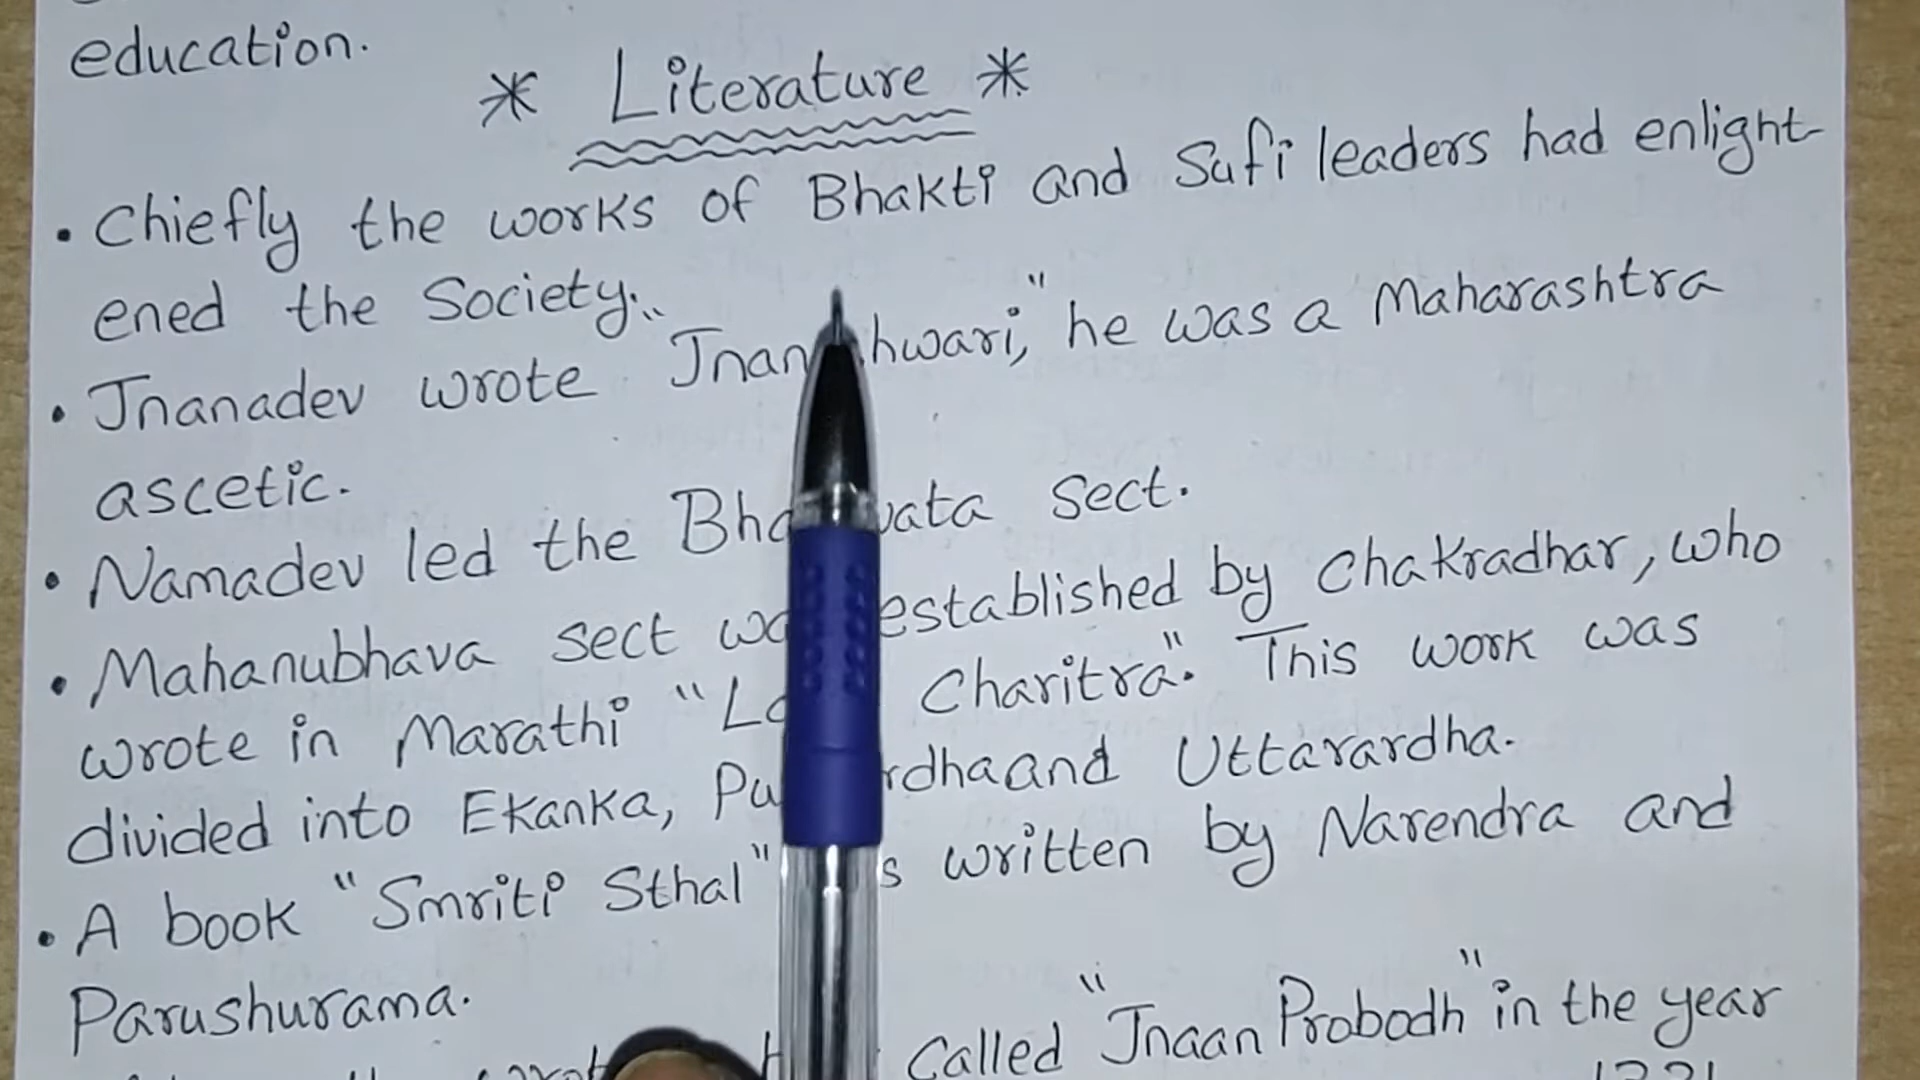 education.
* Literature *
• Chiefly the works of Bhakti and Sufi leaders had enlight-
ened the Society.
• Jnanadev wrote "Jnan hwari," he was a Maharashtra
ascetic.
• Namadev led the Bha vata Sect.
• Mahanubhava sect established by Chakradhar, who
wrote in Marathi " Charitra". This work was
divided into Ekanka, and Uttarardha.
• A book "Smriti Sthal" written by Narendra and
Parushurama.
called "Jnaan Probodh" in the year